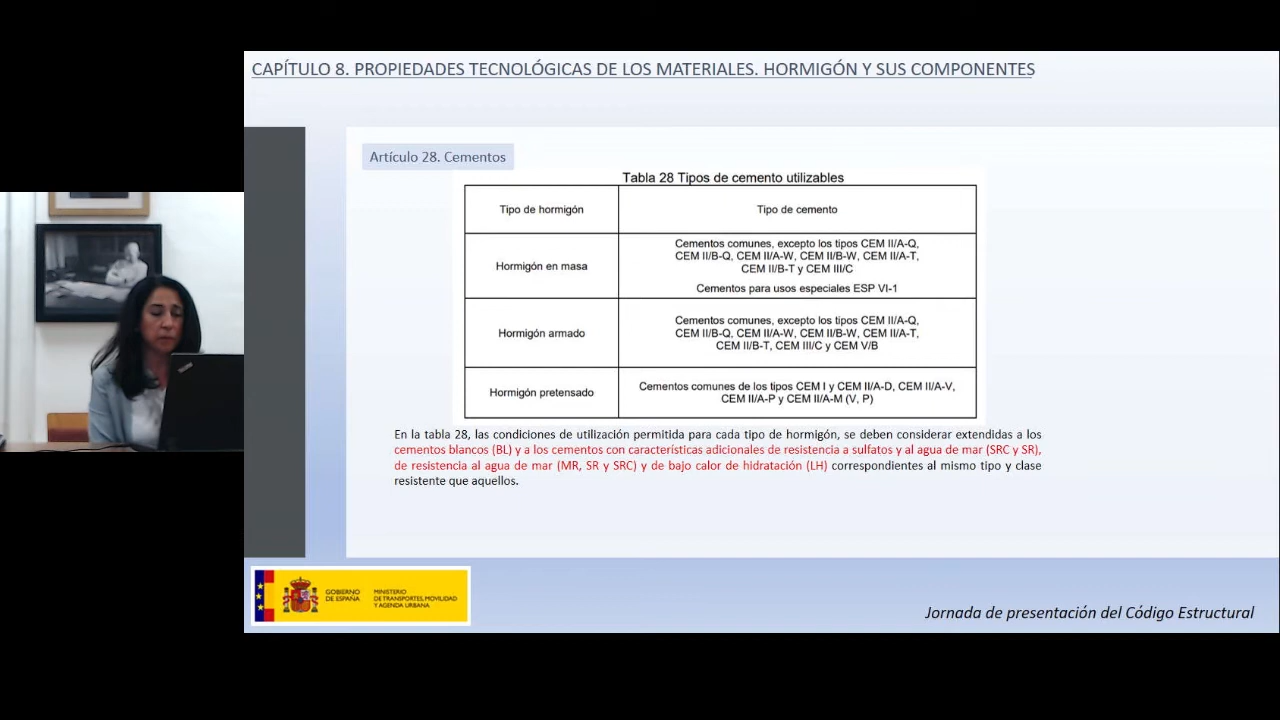 CAPÍTULO 8. PROPIEDADES TECNOLÓGICAS DE LOS MATERIALES. HORMIGÓN Y SUS COMPONENTES
Artículo 28. Cementos
Tabla 28 Tipos de cemento utilizables
Tipo de hormigón
Tipo de cemento
Hormigón en masa
Cementos comunes, excepto los tipos CEM II/A-Q,
CEM II/B-Q, CEM II/A-W, CEM II/B-W, CEM II/A-T,
CEM II/B-T y CEM III/C
Cementos para usos especiales ESP VI-1
Hormigón armado
Cementos comunes, excepto los tipos CEM II/A-Q,
CEM II/B-Q, CEM II/A-W, CEM II/B-W, CEM II/A-T,
CEM II/B-T, CEM III/C y CEM V/B
Hormigón pretensado
Cementos comunes de los tipos CEM I y CEM II/A-D, CEM II/A-V,
CEM II/A-P y CEM II/A-M (V, P)
En la tabla 28, las condiciones de utilización permitida para cada tipo de hormigón, se deben considerar extendidas a los
cementos blancos (BL) y a los cementos con características adicionales de resistencia a sulfatos y al agua de mar (SRC y SR),
de resistencia al agua de mar (MR, SR y SRC) y de bajo calor de hidratación (LH) correspondientes al mismo tipo y clase
resistente que aquellos.
GOBIERNO
DE ESPAÑA
MINISTERIO
DE TRANSPORTES, MOVILIDAD
Y AGENDA URBANA
Jornada de presentación del Código Estructural